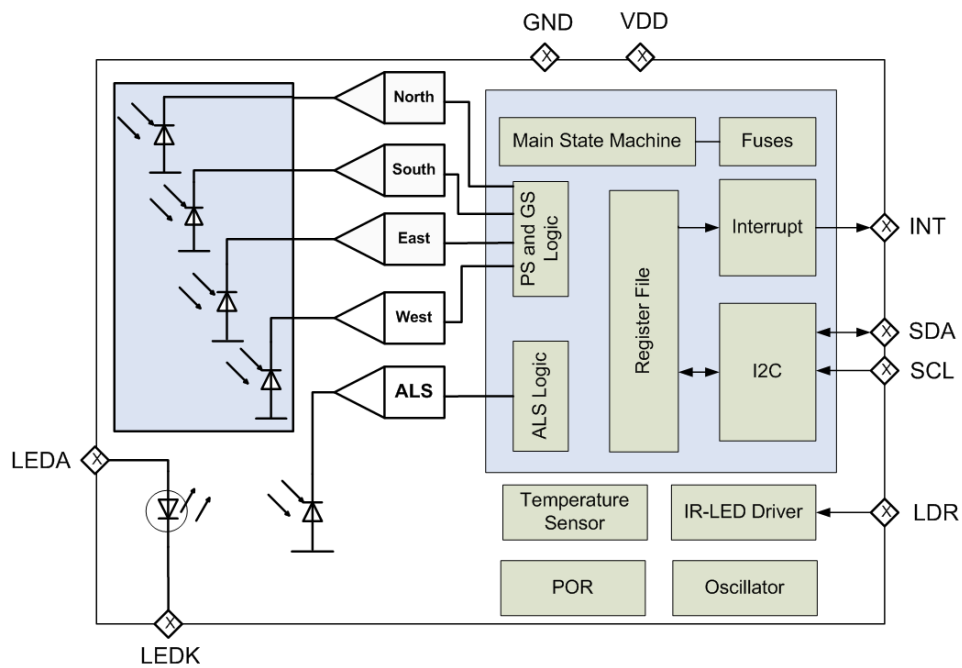 GND
VDD
North
South
East
West
ALS
Main State Machine
Fuses
PS and GS
Logic
ALS Logic
Register File
Interrupt
I2C
INT
SDA
SCL
LEDA
LEDK
Temperature
Sensor
IR-LED Driver
LDR
POR
Oscillator